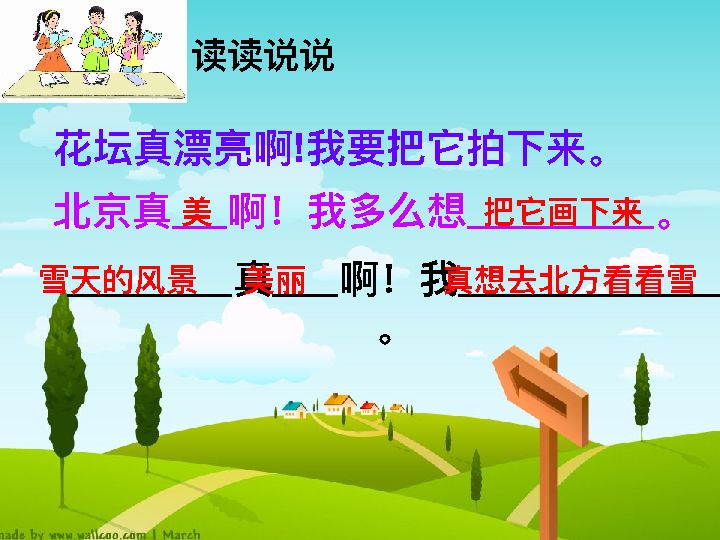 读读说说
花坛真漂亮啊!我要把它拍下来。
北京真美啊！我多么想把它画下来。
雪天的风景真美丽啊！我真想去北方看看雪
。
made by www.wallcoo.com | March